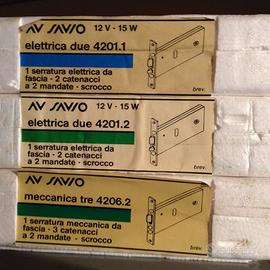 AV SAVIO 12 V - 15 W
elettrica due 4201.1
1 serratura elettrica da
fascia - 2 catenacci
a 2 mandate - scrocco
brev.
AV SAVIO 12 V - 15 W
elettrica due 4201.2
1 serratura elettrica da
fascia - 2 catenacci
a 2 mandate - scrocco
brev.
AV SAVIO
meccanica tre 4206.2
1 serratura meccanica da
fascia - 3 catenacci
a 2 mandate - scrocco
brev.